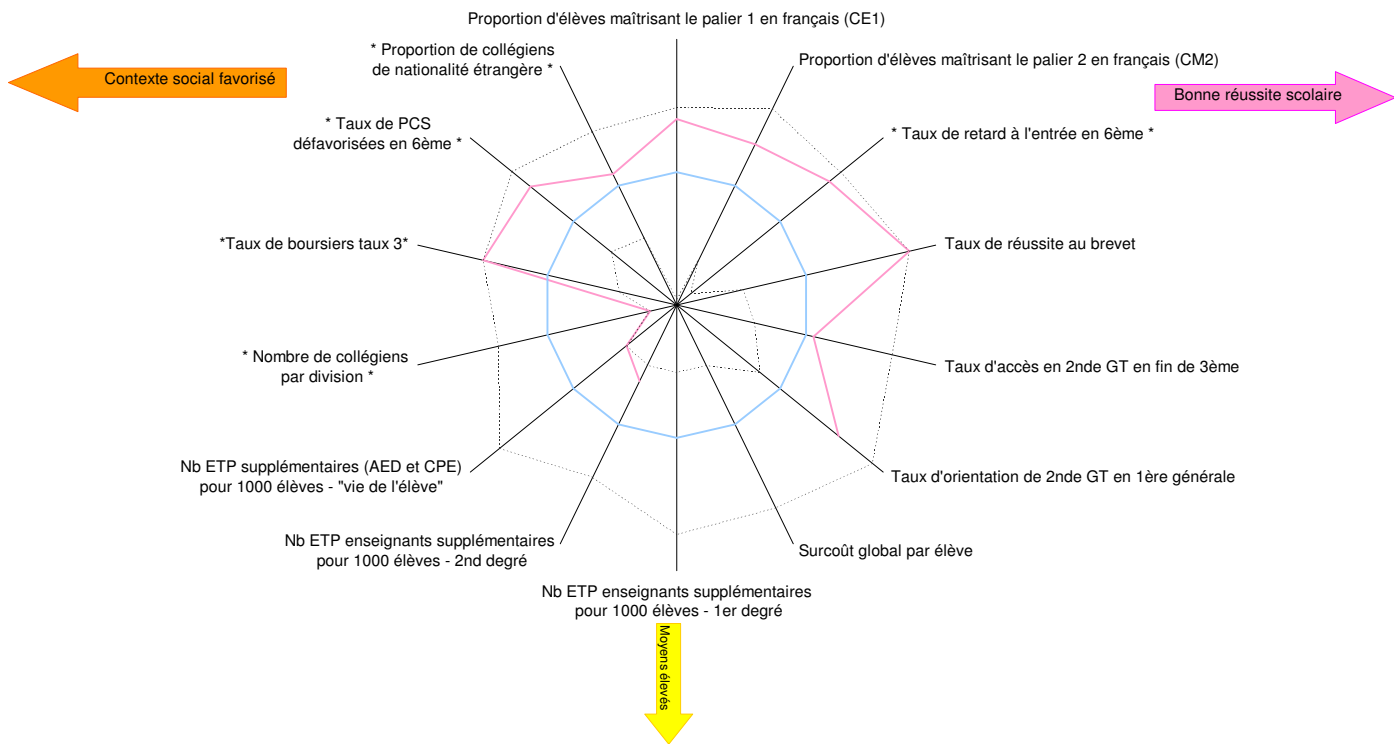 Proportion d'élèves maîtrisant le palier 1 en français (CE1)
* Proportion de collégiens
de nationalité étrangère *
Proportion d'élèves maîtrisant le palier 2 en français (CM2)
Contexte social favorisé
Bonne réussite scolaire
* Taux de PCS
défavorisées en 6ème *
* Taux de retard à l'entrée en 6ème *
*Taux de boursiers taux 3*
Taux de réussite au brevet
* Nombre de collégiens
par division *
Taux d'accès en 2nde GT en fin de 3ème
Nb ETP supplémentaires (AED et CPE)
pour 1000 élèves - "vie de l'élève"
Taux d'orientation de 2nde GT en 1ère générale
Nb ETP enseignants supplémentaires
pour 1000 élèves - 2nd degré
Surcoût global par élève
Nb ETP enseignants supplémentaires
pour 1000 élèves - 1er degré
Moyens élevés